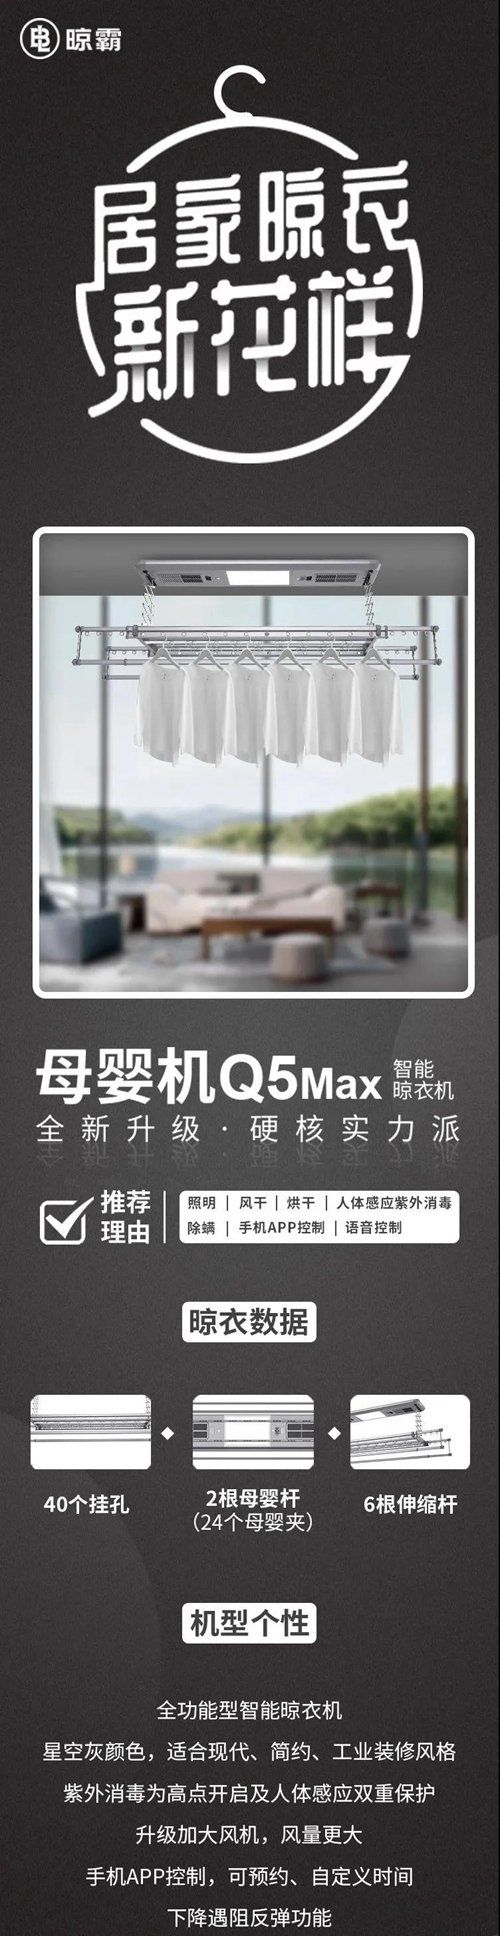 晾霸
居家晾衣
新花样
母婴机Q5Max 智能
晾衣机
全新升级·硬核实力派
推荐
理由
照明 | 风干 | 烘干 | 人体感应紫外消毒
除螨 | 手机APP控制 | 语音控制
晾衣数据
40个挂孔
2根母婴杆
（24个母婴夹）
6根伸缩杆
机型个性
全功能型智能晾衣机
星空灰颜色，适合现代、简约、工业装修风格
紫外消毒为高点开启及人体感应双重保护
升级加大风机，风量更大
手机APP控制，可预约、自定义时间
下降遇阻反弹功能